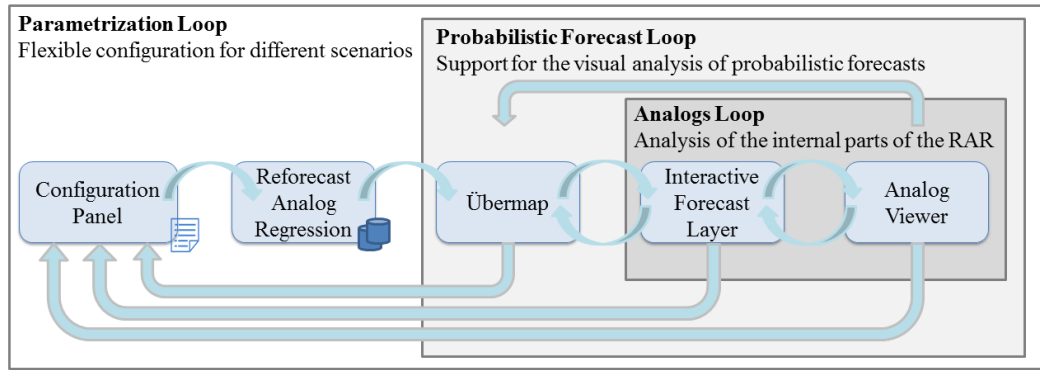 Parametrization Loop
Flexible configuration for different scenarios
Probabilistic Forecast Loop
Support for the visual analysis of probabilistic forecasts
Analogs Loop
Analysis of the internal parts of the RAR
Configuration
Panel
Reforecast
Analog
Regression
Übermap
Interactive
Forecast
Layer
Analog
Viewer